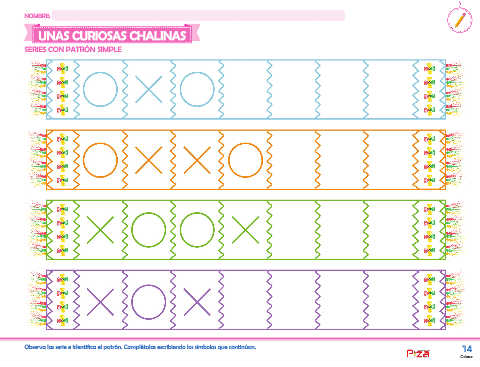 NOMBRE
UNAS CURIOSAS CHALINAS
SERIES CON PATRÓN SIMPLE
Observa las series e identifica el patrón. Complétalas escribiendo los símbolos que continúan.
14